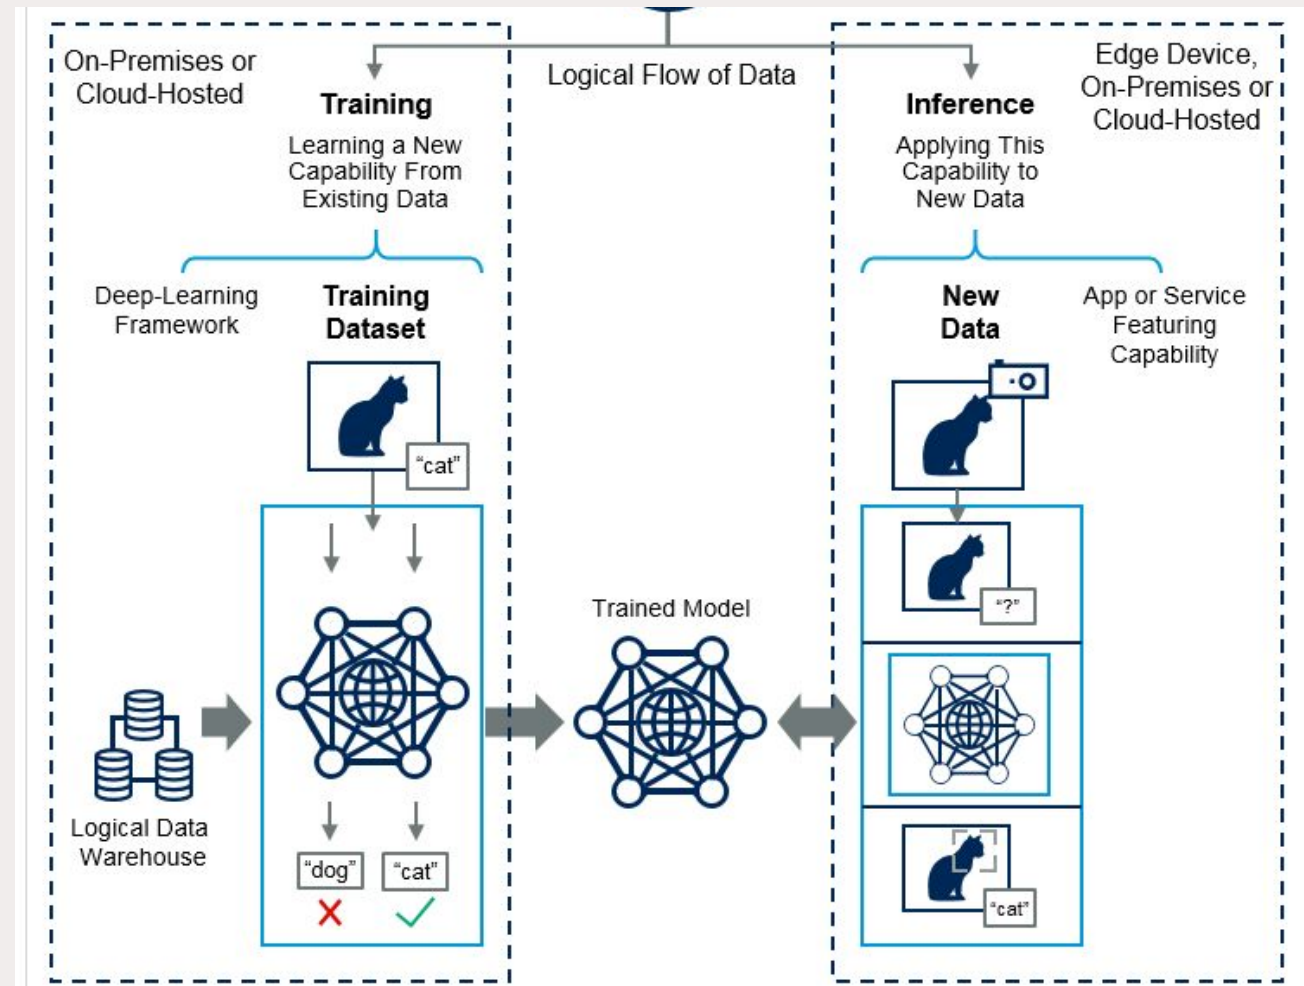 On-Premises or
Cloud-Hosted
Logical Flow of Data
Edge Device,
On-Premises or
Cloud-Hosted
Training
Learning a New
Capability From
Existing Data
Inference
Applying This
Capability to
New Data
Deep-Learning
Framework
Training
Dataset
New
Data
App or Service
Featuring
Capability
“cat”
“?”
Trained Model
Logical Data
Warehouse
“dog”
“cat”
“cat”